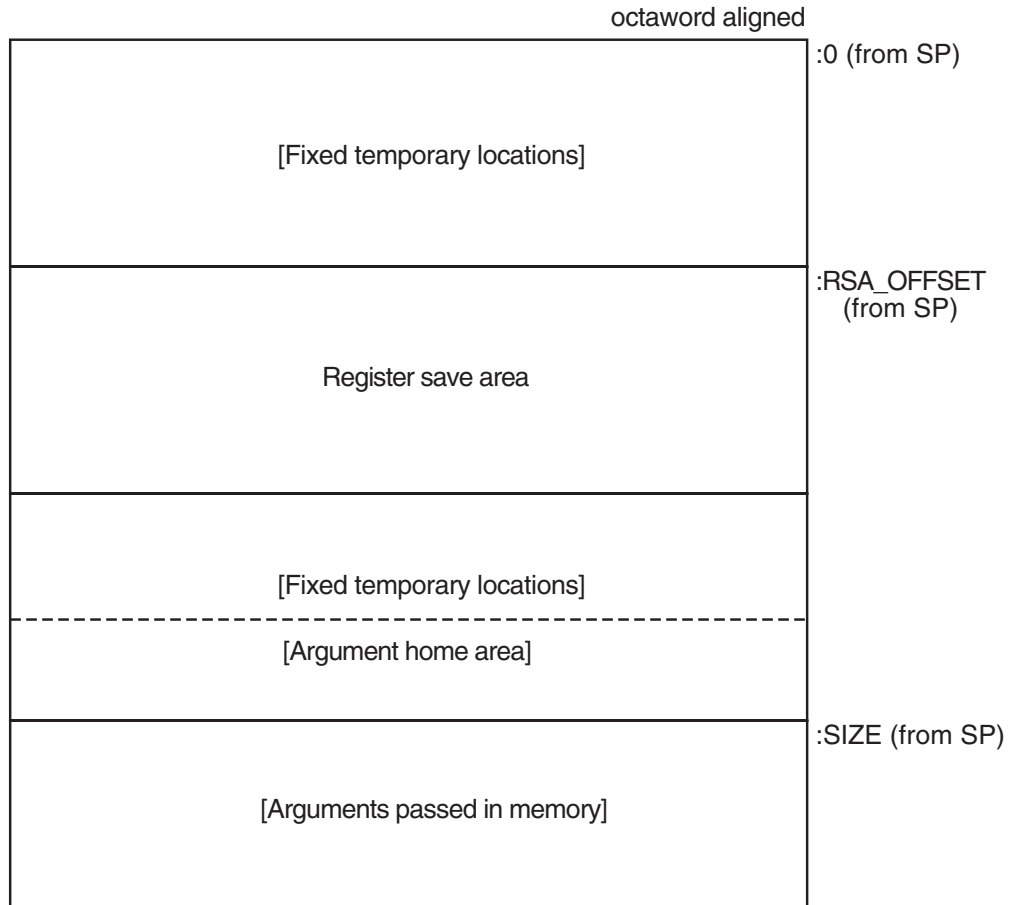 octaword aligned
:0 (from SP)
[Fixed temporary locations]
:RSA_OFFSET
(from SP)
Register save area
[Fixed temporary locations]
[Argument home area]
:SIZE (from SP)
[Arguments passed in memory]